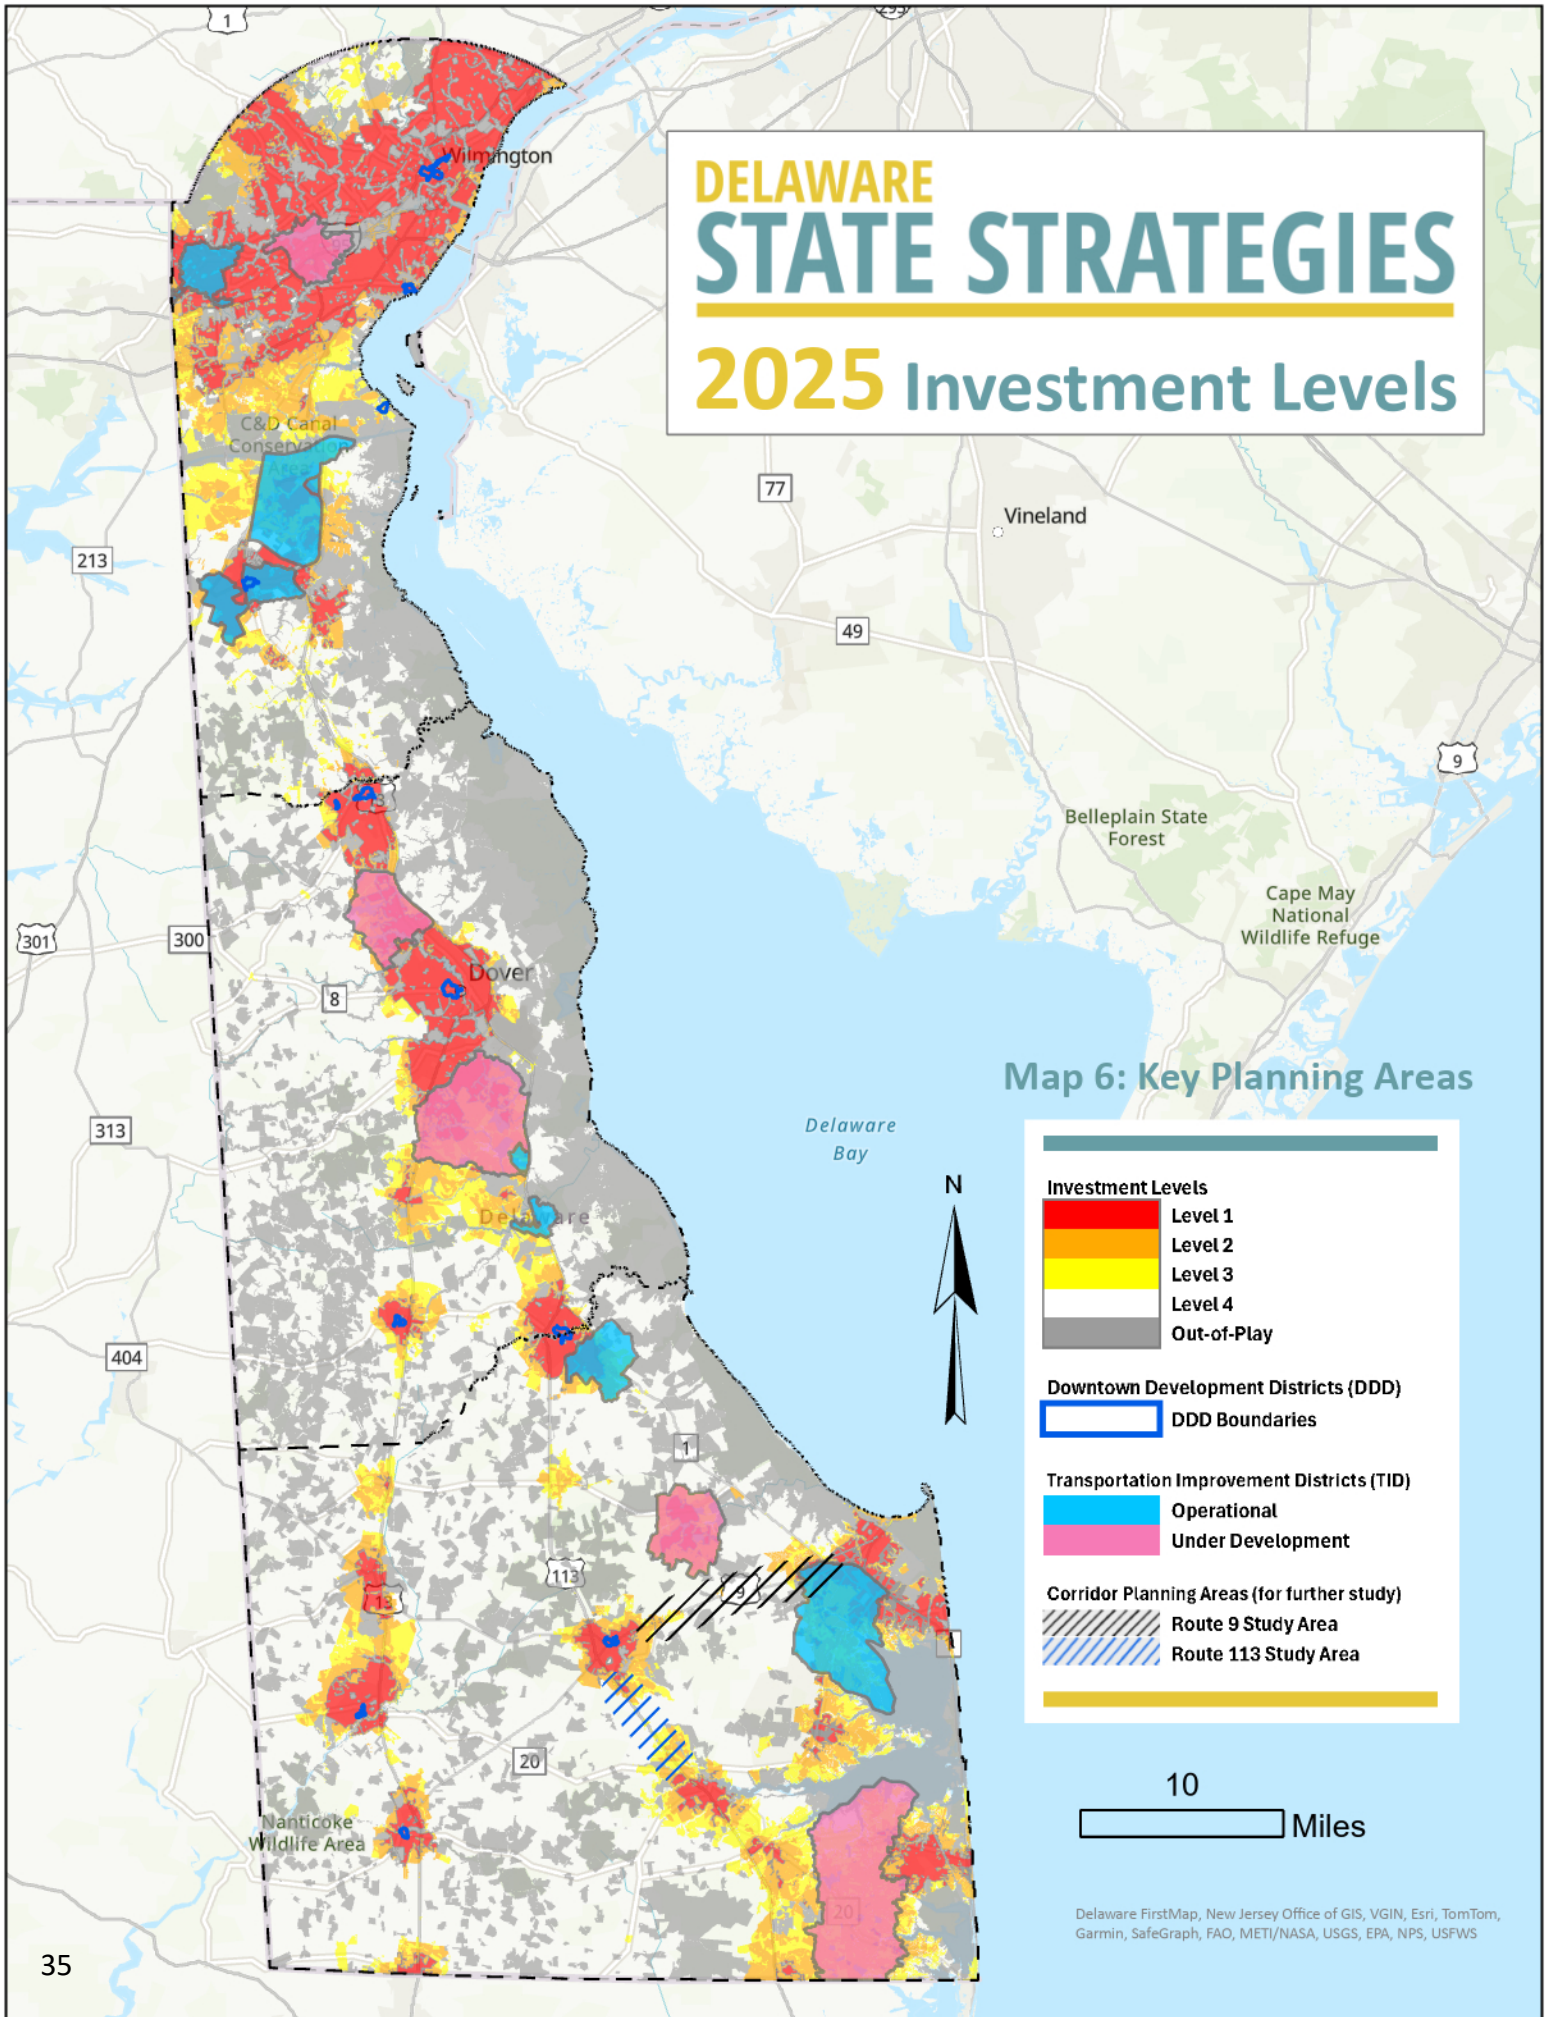 1
295
Wilmington
DELAWARE
STATE STRATEGIES
2025 Investment Levels
C&D Canal
Conservation
Area
77
Vineland
213
49
9
13
Belleplain State
Forest
Cape May
National
Wildlife Refuge
301
300
Dover
8
Map 6: Key Planning Areas
313
Delaware
Bay
N
Delaware
Investment Levels
Level 1
Level 2
Level 3
Level 4
Out-of-Play
404
Downtown Development Districts (DDD)
DDD Boundaries
1
Transportation Improvement Districts (TID)
Operational
Under Development
113
9
13
Corridor Planning Areas (for further study)
Route 9 Study Area
Route 113 Study Area
20
10
Miles
Nanticoke
Wildlife Area
20
Delaware FirstMap, New Jersey Office of GIS, VGIN, Esri, TomTom,
Garmin, SafeGraph, FAO, METI/NASA, USGS, EPA, NPS, USFWS
35